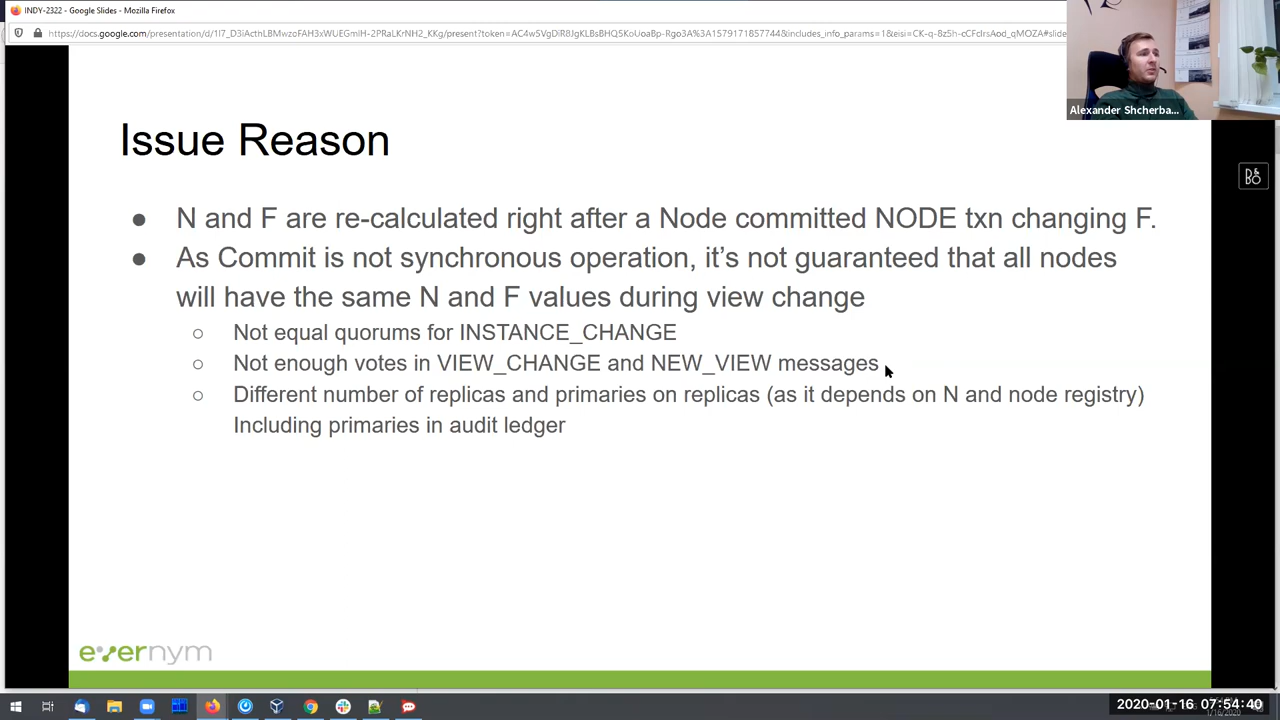 INDY-2322 - Google Slides - Mozilla Firefox
Alexander Shcherba...
Issue Reason
● N and F are re-calculated right after a Node committed NODE txn changing F.
● As Commit is not synchronous operation, it’s not guaranteed that all nodes
will have the same N and F values during view change
○ Not equal quorums for INSTANCE_CHANGE
○ Not enough votes in VIEW_CHANGE and NEW_VIEW messages
○ Different number of replicas and primaries on replicas (as it depends on N and node registry)
Including primaries in audit ledger
evernym
2020-01-16 07:54:40